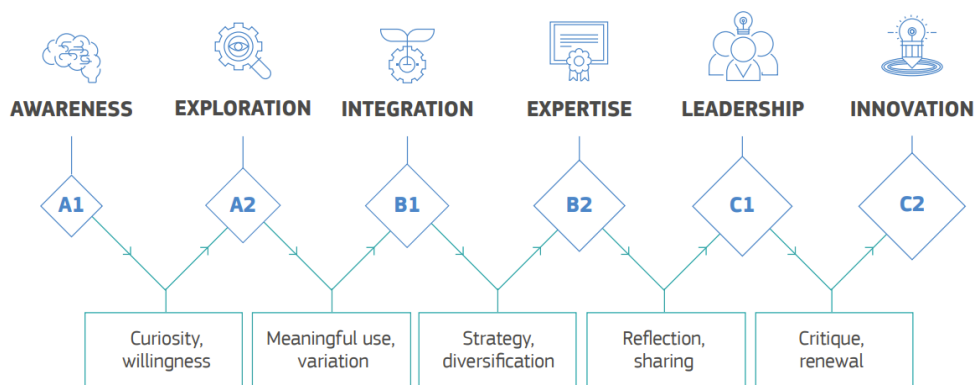 AWARENESS
EXPLORATION
INTEGRATION
EXPERTISE
LEADERSHIP
INNOVATION
A1
A2
B1
B2
C1
C2
Curiosity,
willingness
Meaningful use,
variation
Strategy,
diversification
Reflection,
sharing
Critique,
renewal